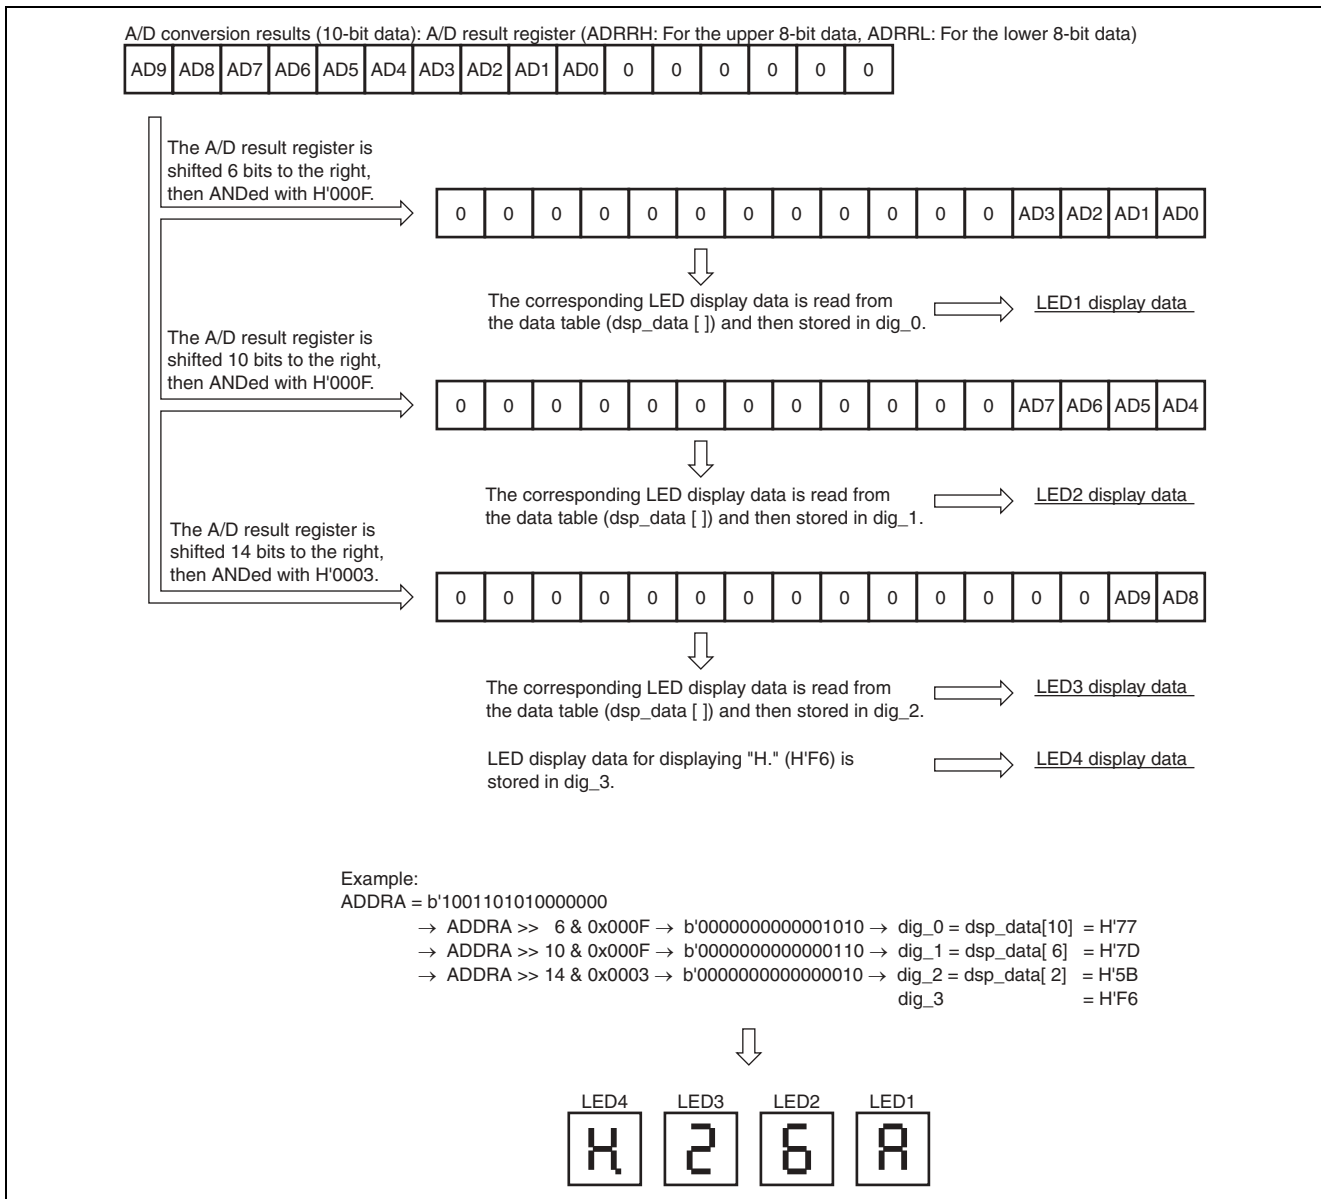 A/D conversion results (10-bit data): A/D result register (ADRRH: For the upper 8-bit data, ADRRL: For the lower 8-bit data)
AD9 AD8 AD7 AD6 AD5 AD4 AD3 AD2 AD1 AD0 0 0 0 0 0 0
The A/D result register is
shifted 6 bits to the right,
then ANDed with H'000F.
0 0 0 0 0 0 0 0 0 0 0 0 AD3 AD2 AD1 AD0
The corresponding LED display data is read from
the data table (dsp_data [ ]) and then stored in dig_0.
LED1 display data
The A/D result register is
shifted 10 bits to the right,
then ANDed with H'000F.
0 0 0 0 0 0 0 0 0 0 0 0 AD7 AD6 AD5 AD4
The corresponding LED display data is read from
the data table (dsp_data [ ]) and then stored in dig_1.
LED2 display data
The A/D result register is
shifted 14 bits to the right,
then ANDed with H'0003.
0 0 0 0 0 0 0 0 0 0 0 0 0 0 AD9 AD8
The corresponding LED display data is read from
the data table (dsp_data [ ]) and then stored in dig_2.
LED3 display data
LED display data for displaying "H." (H'F6) is
stored in dig_3.
LED4 display data
Example:
ADDRA = b'1001101010000000
→ ADDRA >> 6 & 0x000F → b'0000000000001010 → dig_0 = dsp_data[10] = H'77
→ ADDRA >> 10 & 0x000F → b'0000000000000110 → dig_1 = dsp_data[ 6] = H'7D
→ ADDRA >> 14 & 0x0003 → b'0000000000000010 → dig_2 = dsp_data[ 2] = H'5B
dig_3 = H'F6
LED4 LED3 LED2 LED1
H. 2 6 A